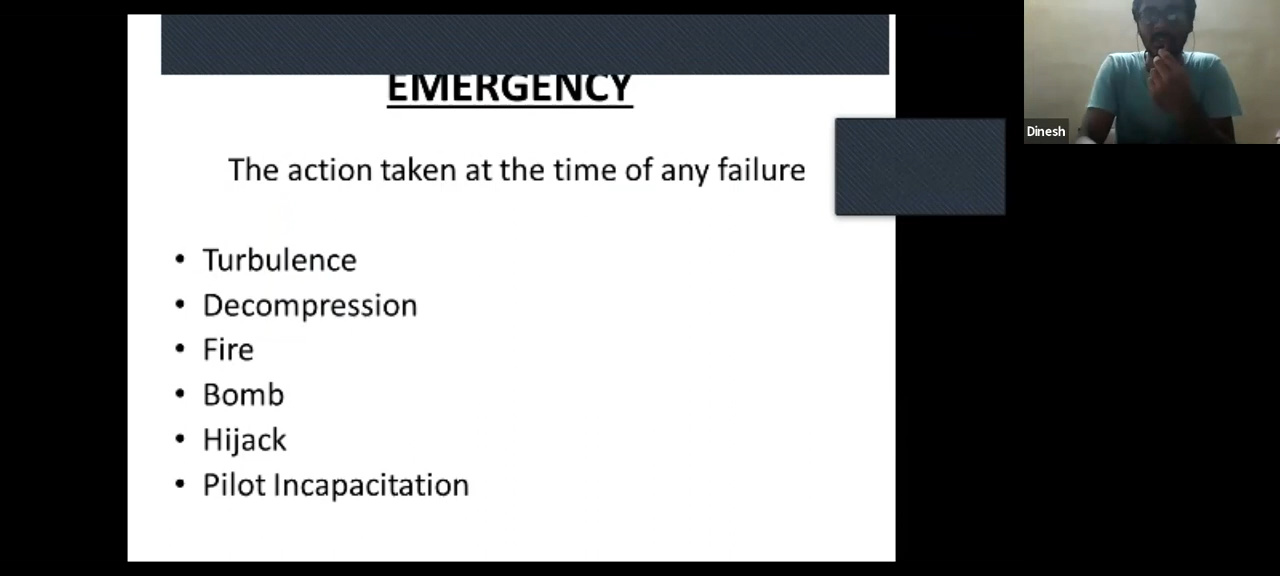 EMERGENCY
The action taken at the time of any failure
• Turbulence
• Decompression
• Fire
• Bomb
• Hijack
• Pilot Incapacitation
Dinesh